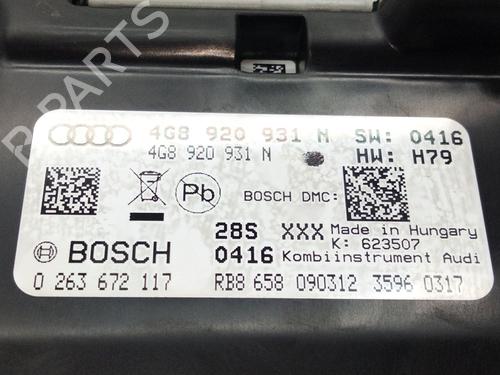 B-PARTS
4G8 920 931 N SW: 0416
4G8 920 931 N HW: H79
Pb BOSCH DMC:
28S XXX Made in Hungary
K: 623507
BOSCH 0416 Kombiinstrument Audi
0 263 672 117 RB8 658 090312 3596 0317